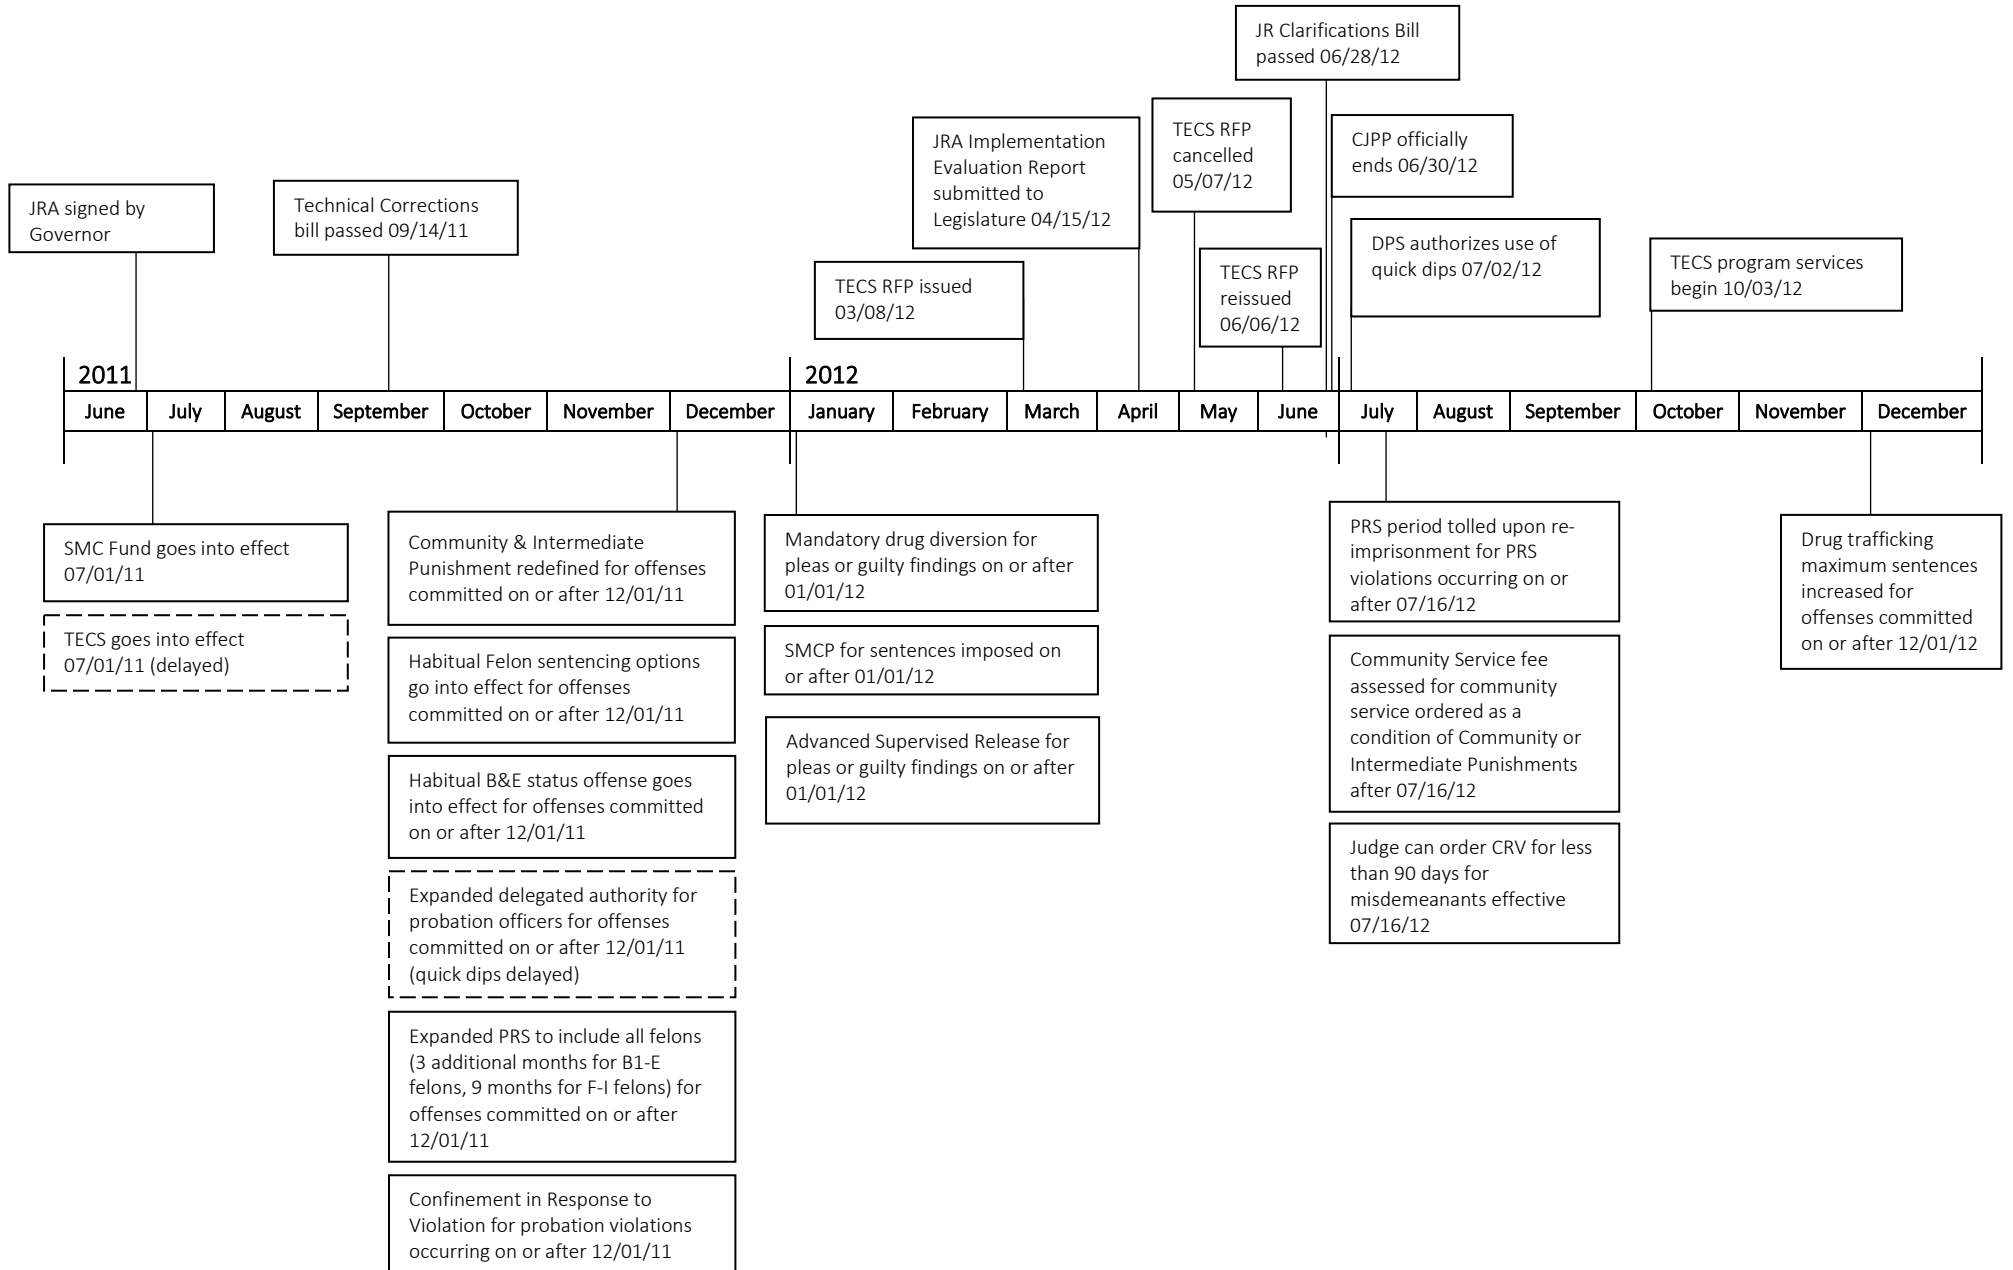 JR Clarifications Bill
passed 06/28/12
JRA Implementation
Evaluation Report
submitted to
Legislature 04/15/12
TECS RFP
cancelled
05/07/12
CJPP officially
ends 06/30/12
JRA signed by
Governor
Technical Corrections
bill passed 09/14/11
TECS RFP issued
03/08/12
TECS RFP
reissued
06/06/12
DPS authorizes use of
quick dips 07/02/12
TECS program services
begin 10/03/12
2011
2012
June July August September October November December January February March April May June July August September October November December
SMC Fund goes into effect
07/01/11
TECS goes into effect
07/01/11 (delayed)
Community & Intermediate
Punishment redefined for offenses
committed on or after 12/01/11
Habitual Felon sentencing options
go into effect for offenses
committed on or after 12/01/11
Habitual B&E status offense goes
into effect for offenses committed
on or after 12/01/11
Expanded delegated authority for
probation officers for offenses
committed on or after 12/01/11
(quick dips delayed)
Expanded PRS to include all felons
(3 additional months for B1-E
felons, 9 months for F-I felons) for
offenses committed on or after
12/01/11
Confinement in Response to
Violation for probation violations
occurring on or after 12/01/11
Mandatory drug diversion for
pleas or guilty findings on or after
01/01/12
SMCP for sentences imposed on
or after 01/01/12
Advanced Supervised Release for
pleas or guilty findings on or after
01/01/12
PRS period tolled upon re-
imprisonment for PRS
violations occurring on or
after 07/16/12
Community Service fee
assessed for community
service ordered as a
condition of Community or
Intermediate Punishments
after 07/16/12
Judge can order CRV for less
than 90 days for
misdemeanants effective
07/16/12
Drug trafficking
maximum sentences
increased for
offenses committed
on or after 12/01/12